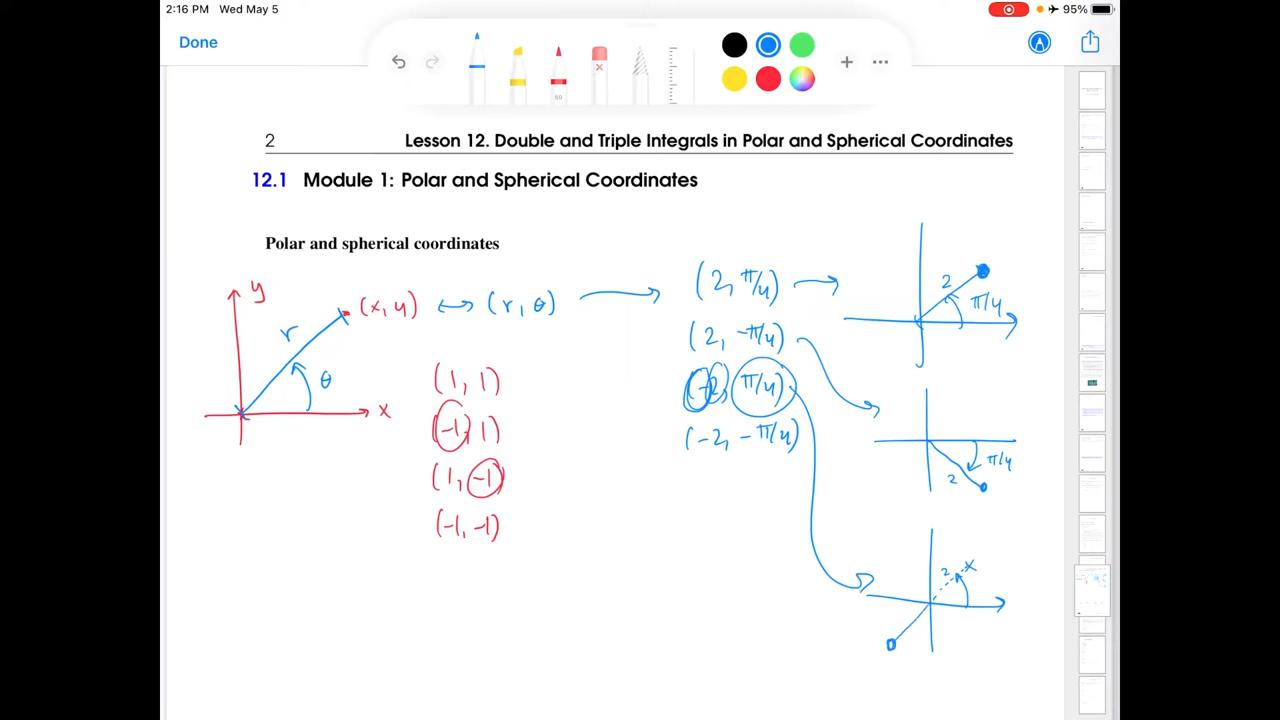 2:16 PM Wed May 5
95%
Done
50
2 Lesson 12. Double and Triple Integrals in Polar and Spherical Coordinates
12.1 Module 1: Polar and Spherical Coordinates
Polar and spherical coordinates
y
(x, y) ↔ (r, θ)
r
θ
x
(1, 1)
(-1, 1)
(1, -1)
(-1, -1)
(2, π/4)
(2, -π/4)
(-2, π/4)
(-2, -π/4)
2
π/4
π/4
2
2
x